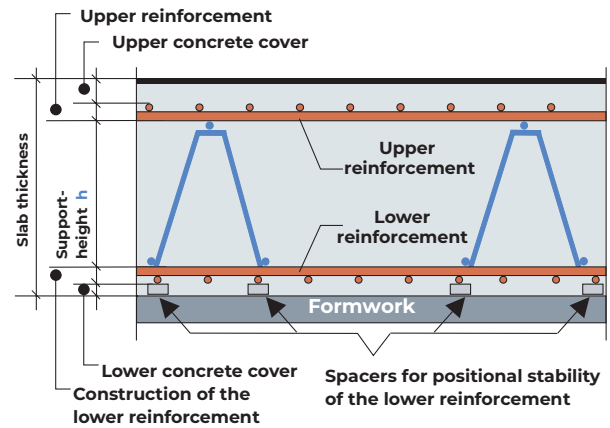 Upper reinforcement
Upper concrete cover
Slab thickness
Support-
height h
Upper
reinforcement
Lower
reinforcement
Formwork
Lower concrete cover
Construction of the
lower reinforcement
Spacers for positional stability
of the lower reinforcement